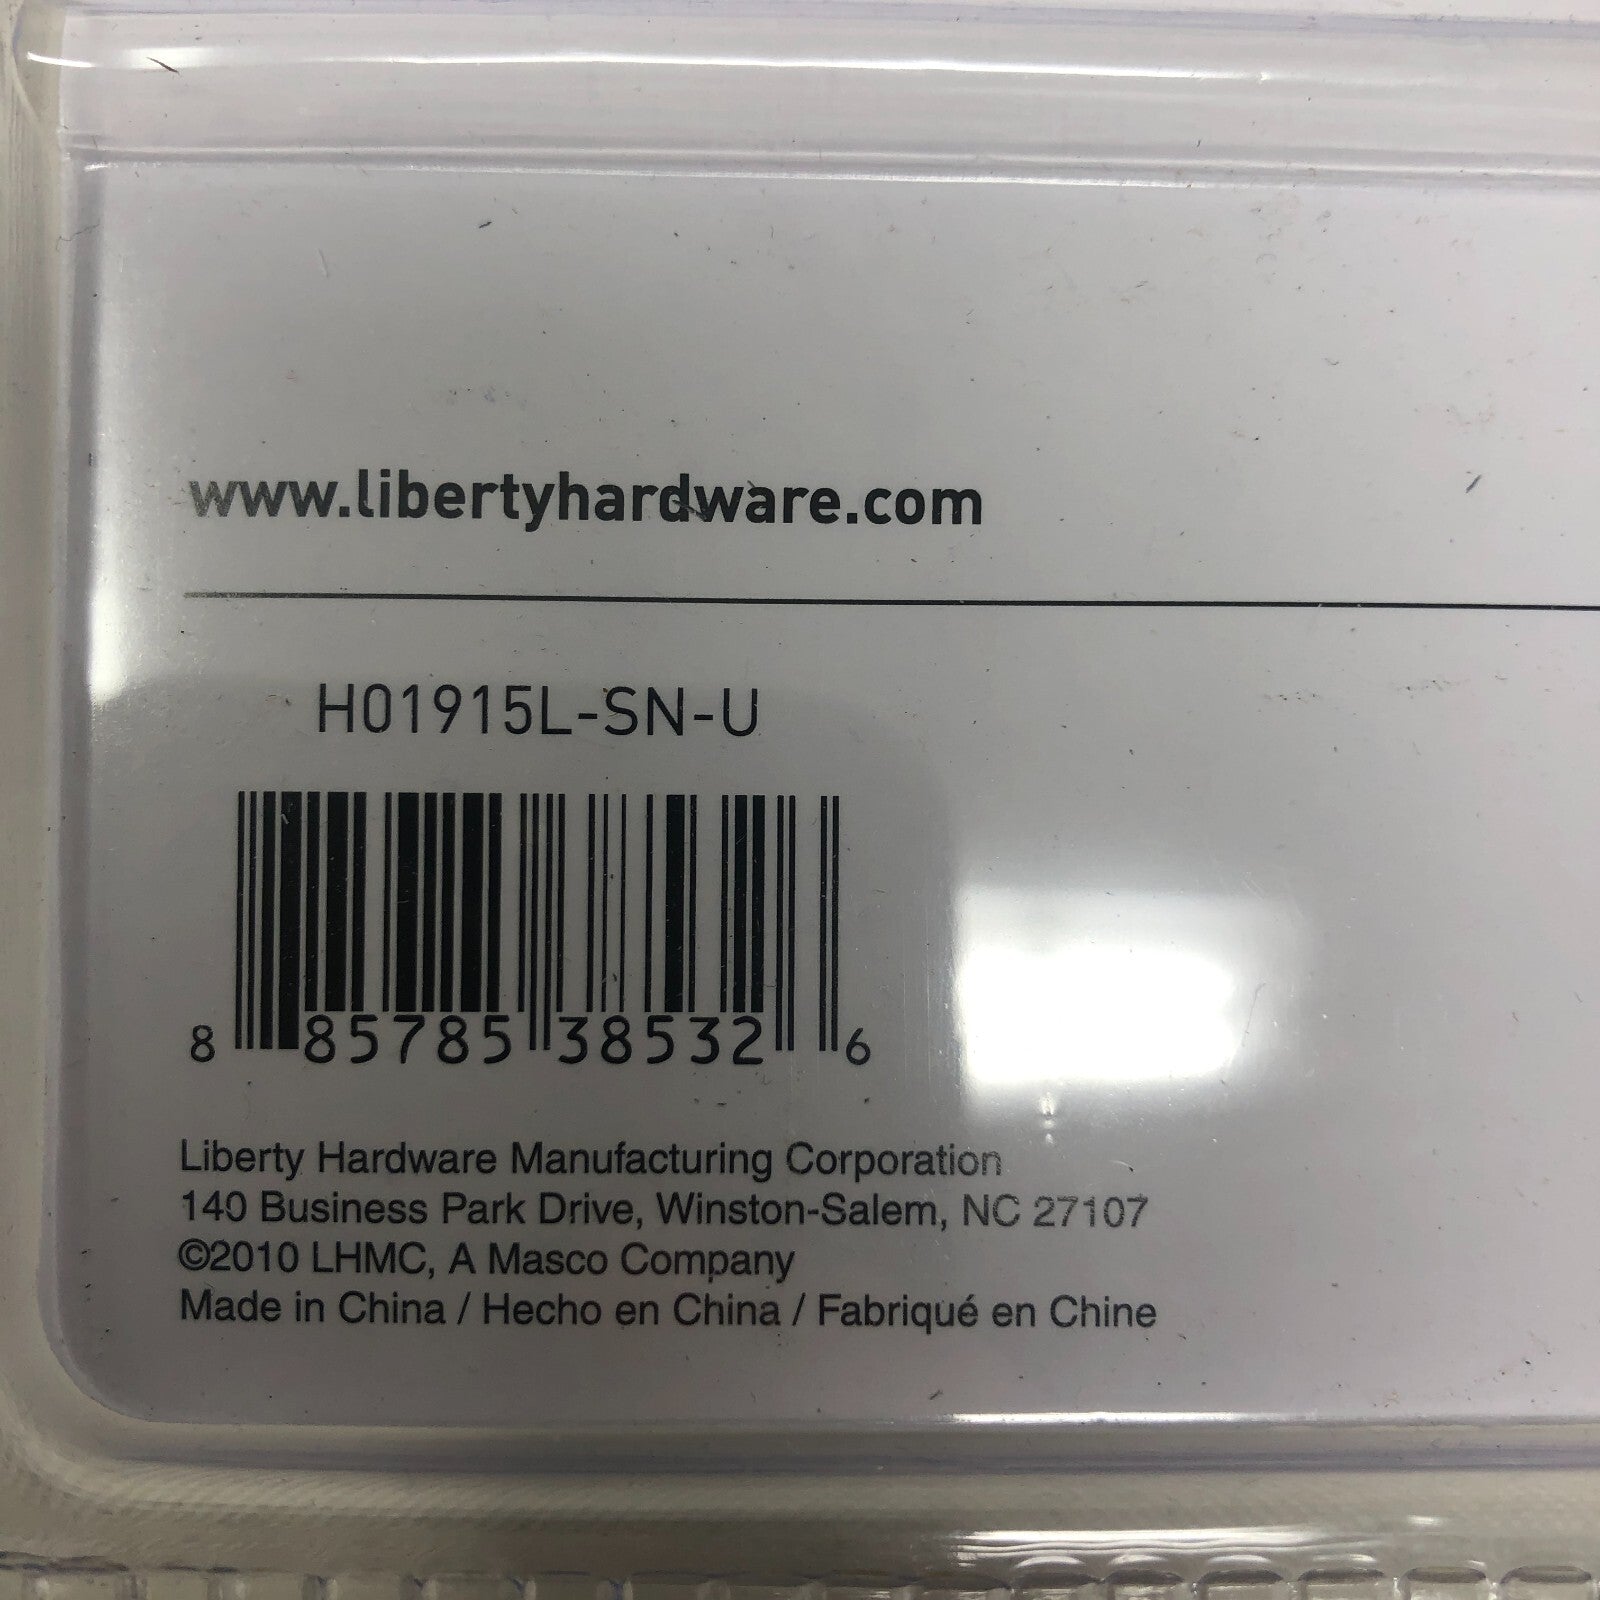 www.libertyhardware.com
H01915L-SN-U
8 85785 38532 6
Liberty Hardware Manufacturing Corporation
140 Business Park Drive, Winston-Salem, NC 27107
©2010 LHMC, A Masco Company
Made in China / Hecho en China / Fabriqué en Chine